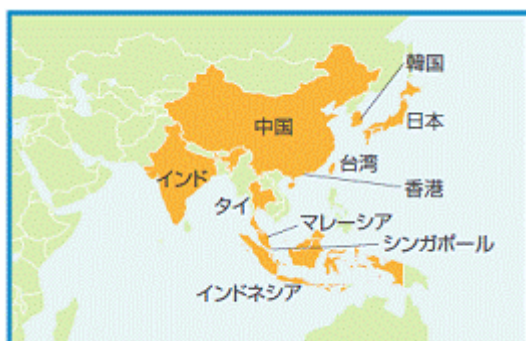 韓国
日本
中国
台湾
香港
インド
タイ
マレーシア
シンガポール
インドネシア